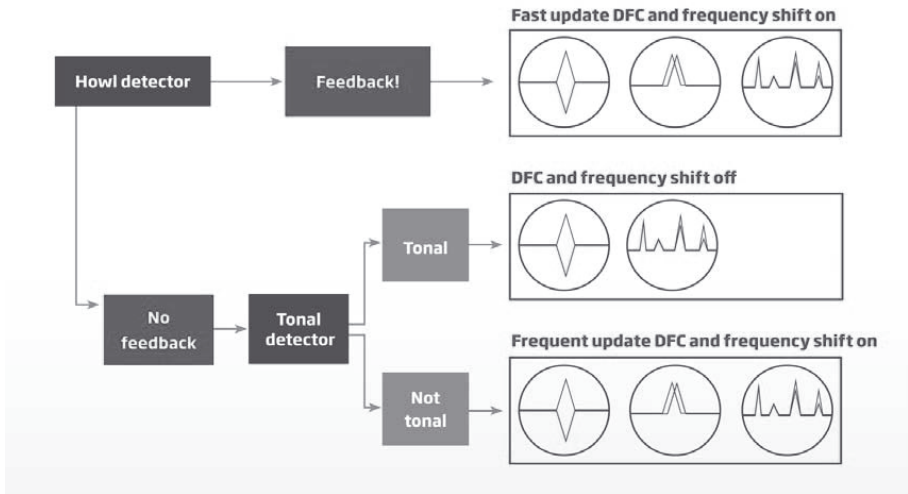 Fast update DFC and frequency shift on
Howl detector
Feedback!
DFC and frequency shift off
Tonal
No
feedback
Tonal
detector
Frequent update DFC and frequency shift on
Not
tonal